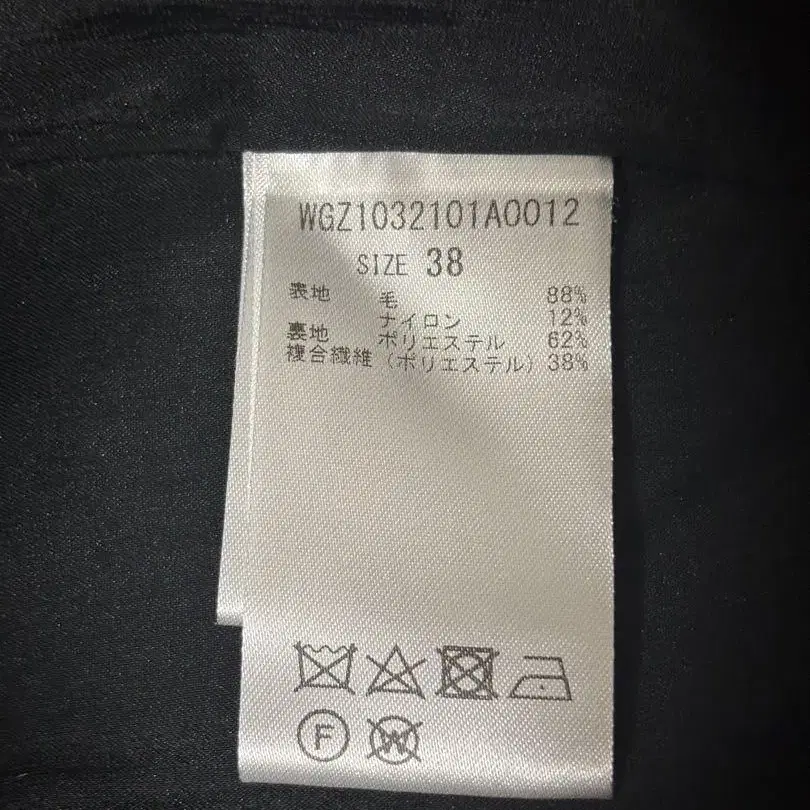 WGZ1032101A0012
SIZE 38
表地 毛 88%
ナイロン 12%
裏地 ポリエステル 62%
複合繊維(ポリエステル)38%
F W